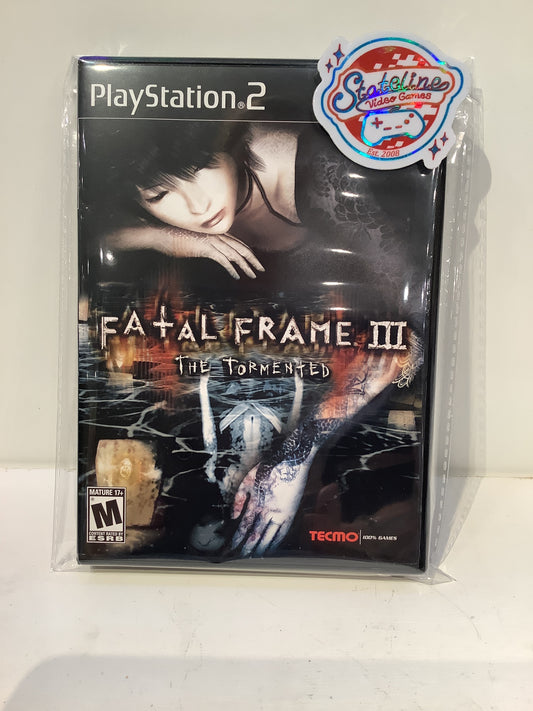 PlayStation®2
Stateline
Video Games
Est. 2008
FATAL FRAME III
THE TORMENTED
MATURE 17+
M
CONTENT RATED BY
ESRB
TECMO 100% GAMES